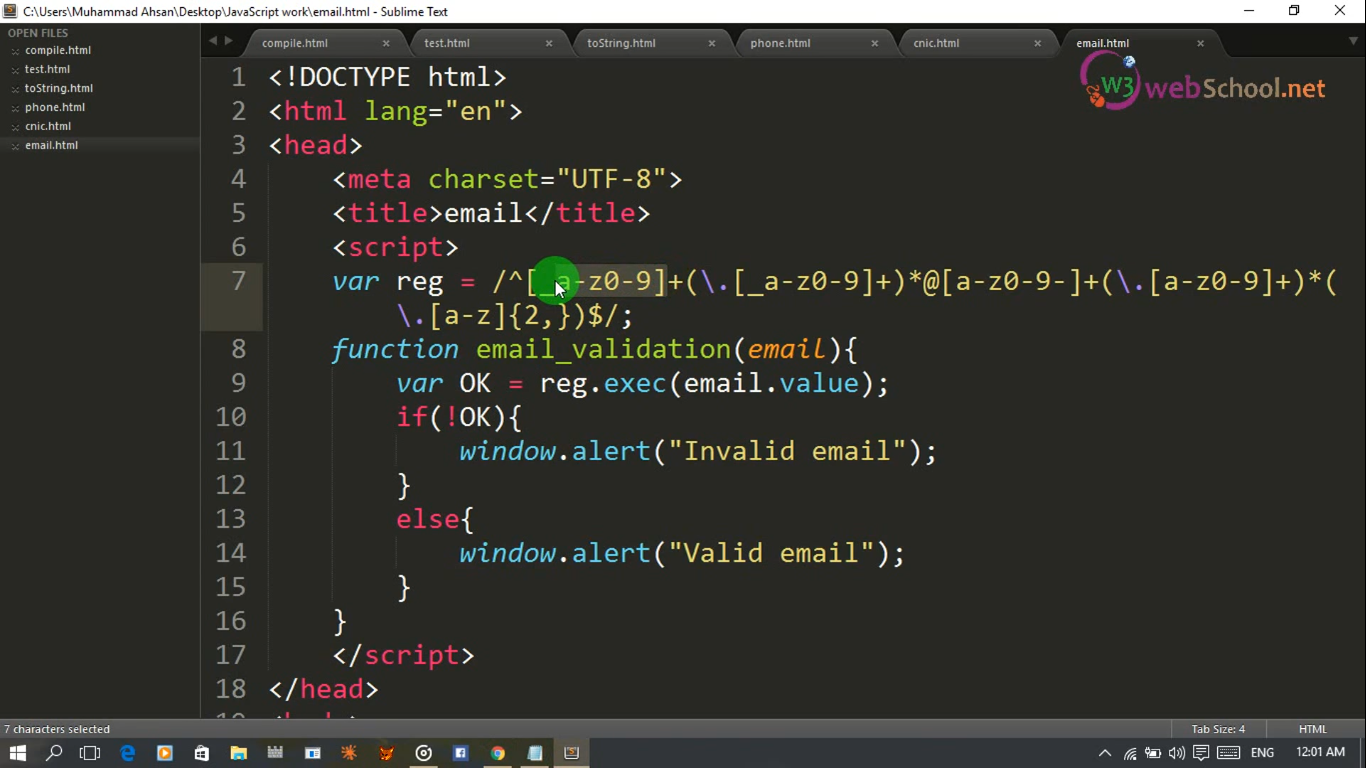 C:\Users\Muhammad Ahsan\Desktop\JavaScript work\email.html - Sublime Text
OPEN FILES
compile.html
test.html
toString.html
phone.html
cnic.html
email.html
compile.html test.html toString.html phone.html cnic.html email.html
W3 webSchool.net
1 <!DOCTYPE html>
2 <html lang="en">
3 <head>
4 <meta charset="UTF-8">
5 <title>email</title>
6 <script>
7 var reg = /^[_a-z0-9]+(\.[_a-z0-9]+)*@[a-z0-9-]+(\.[a-z0-9]+)*(
\.[a-z]{2,})$/;
8 function email_validation(email){
9 var OK = reg.exec(email.value);
10 if(!OK){
11 window.alert("Invalid email");
12 }
13 else{
14 window.alert("Valid email");
15 }
16 }
17 </script>
18 </head>
7 characters selected
Tab Size: 4
HTML
ENG
12:01 AM